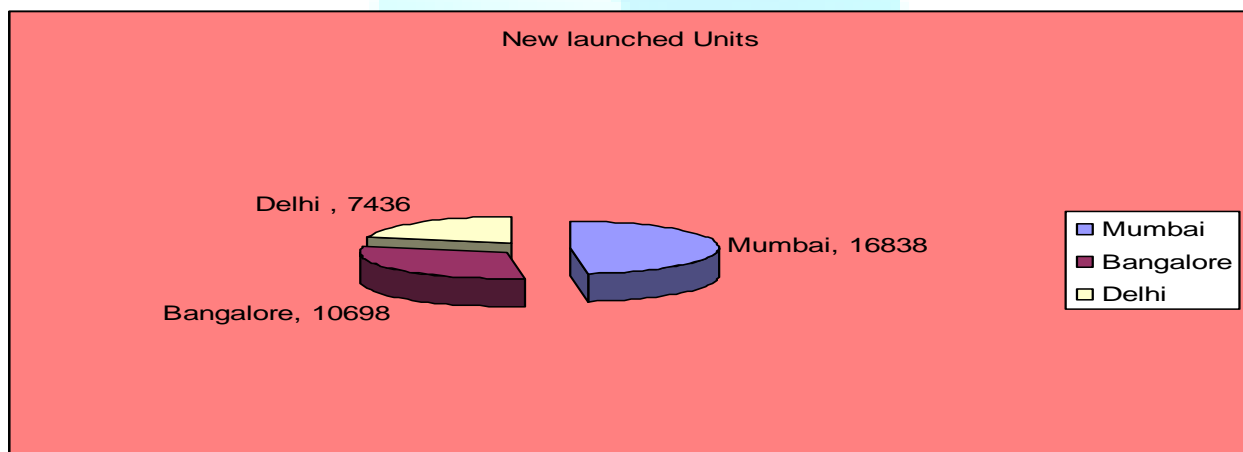 New launched Units
Delhi , 7436
Mumbai, 16838
Bangalore, 10698
Mumbai
Bangalore
Delhi